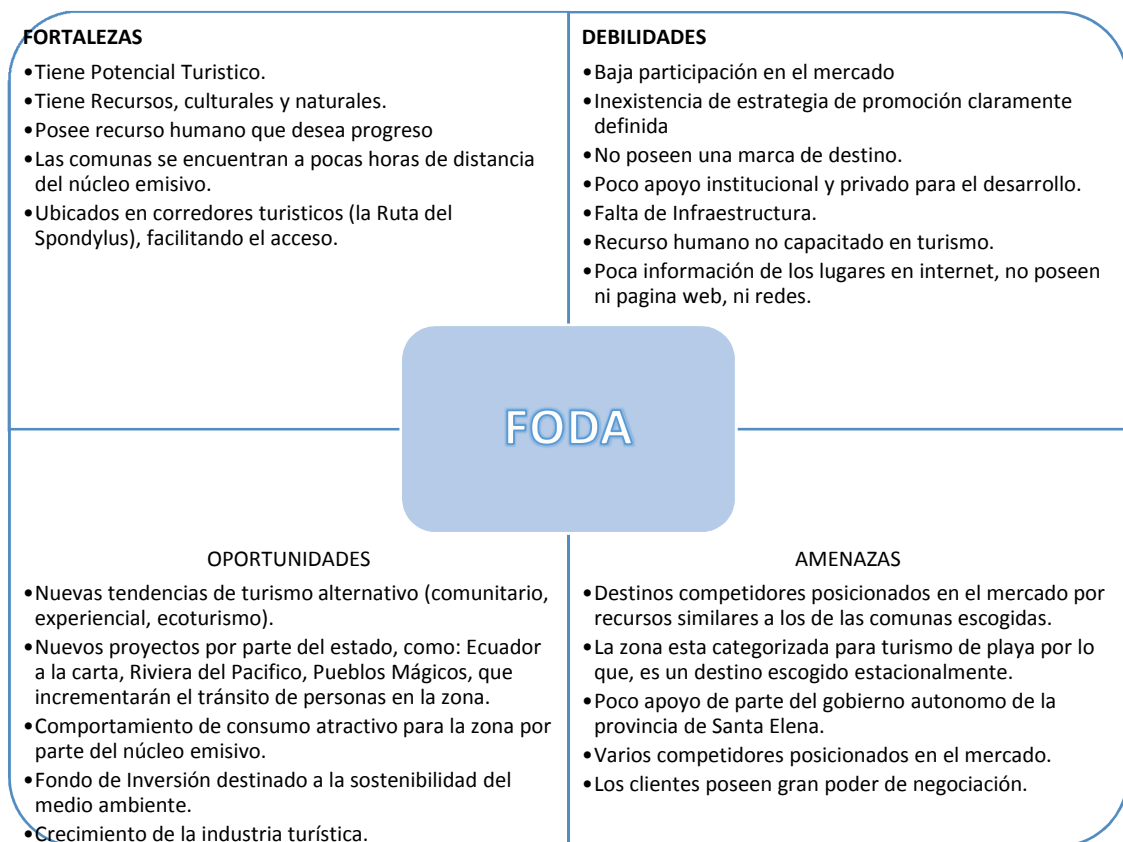 FORTALEZAS
•Tiene Potencial Turistico.
•Tiene Recursos, culturales y naturales.
•Posee recurso humano que desea progreso
•Las comunas se encuentran a pocas horas de distancia
del núcleo emisivo.
•Ubicados en corredores turisticos (la Ruta del
Spondylus), facilitando el acceso.
DEBILIDADES
•Baja participación en el mercado
•Inexistencia de estrategia de promoción claramente
definida
•No poseen una marca de destino.
•Poco apoyo institucional y privado para el desarrollo.
•Falta de Infraestructura.
•Recurso humano no capacitado en turismo.
•Poca información de los lugares en internet, no poseen
ni pagina web, ni redes.
FODA
OPORTUNIDADES
•Nuevas tendencias de turismo alternativo (comunitario,
experiencial, ecoturismo).
•Nuevos proyectos por parte del estado, como: Ecuador
a la carta, Riviera del Pacifico, Pueblos Mágicos, que
incrementarán el tránsito de personas en la zona.
•Comportamiento de consumo atractivo para la zona por
parte del núcleo emisivo.
•Fondo de Inversión destinado a la sostenibilidad del
medio ambiente.
•Crecimiento de la industria turística.
AMENAZAS
•Destinos competidores posicionados en el mercado por
recursos similares a los de las comunas escogidas.
•La zona esta categorizada para turismo de playa por lo
que, es un destino escogido estacionalmente.
•Poco apoyo de parte del gobierno autonomo de la
provincia de Santa Elena.
•Varios competidores posicionados en el mercado.
•Los clientes poseen gran poder de negociación.